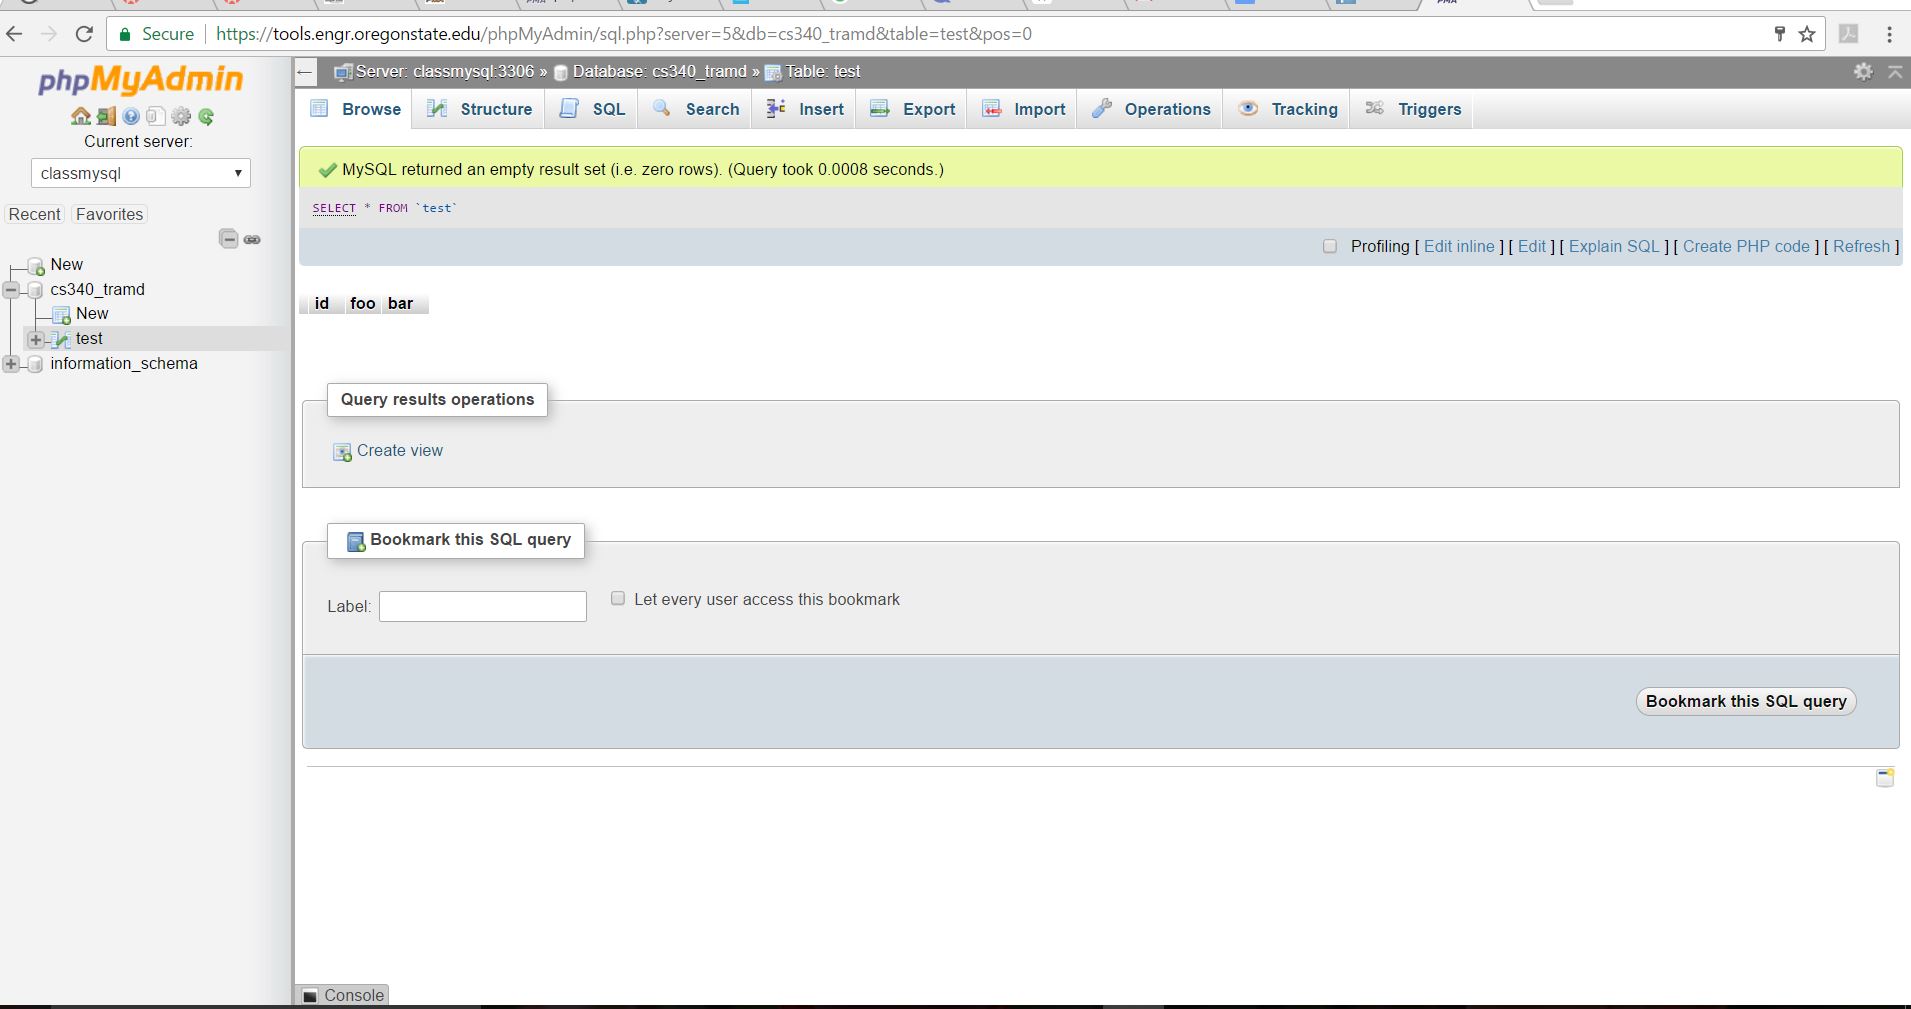 Secure https://tools.engr.oregonstate.edu/phpMyAdmin/sql.php?server=5&db=cs340_tramd&table=test&pos=0
phpMyAdmin
Current server:
classmysql
Recent Favorites
New
cs340_tramd
New
test
information_schema
Server: classmysql:3306 » Database: cs340_tramd » Table: test
Browse Structure SQL Search Insert Export Import Operations Tracking Triggers
MySQL returned an empty result set (i.e. zero rows). (Query took 0.0008 seconds.)
SELECT * FROM `test`
Profiling [ Edit inline ] [ Edit ] [ Explain SQL ] [ Create PHP code ] [ Refresh ]
id foo bar
Query results operations
Create view
Bookmark this SQL query
Label: Let every user access this bookmark
Bookmark this SQL query
Console